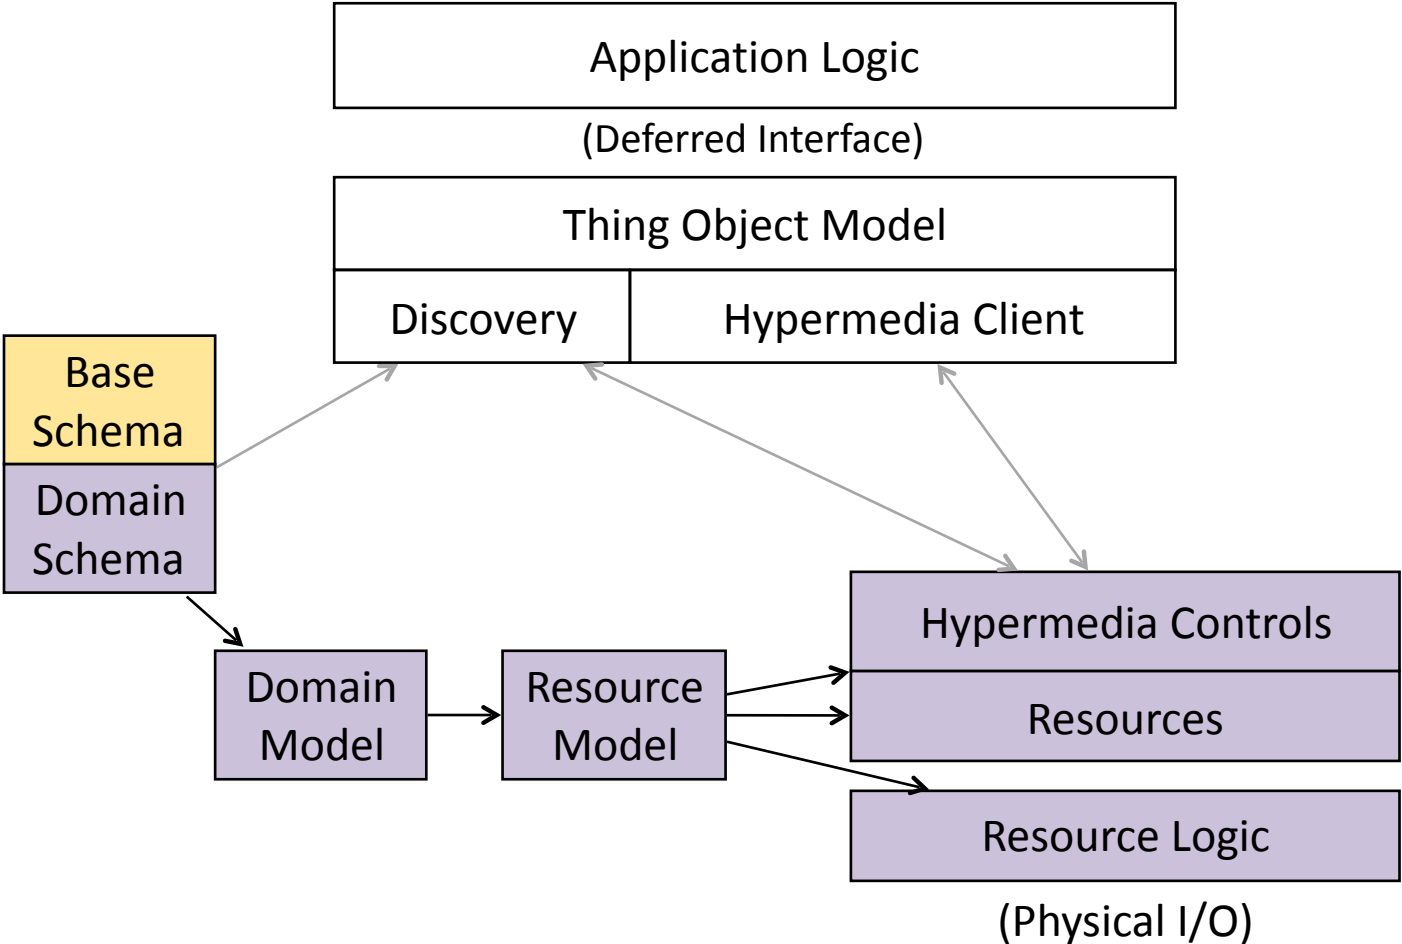 Application Logic
(Deferred Interface)
Thing Object Model
Discovery
Hypermedia Client
Base
Schema
Domain
Schema
Hypermedia Controls
Domain
Model
Resource
Model
Resources
Resource Logic
(Physical I/O)